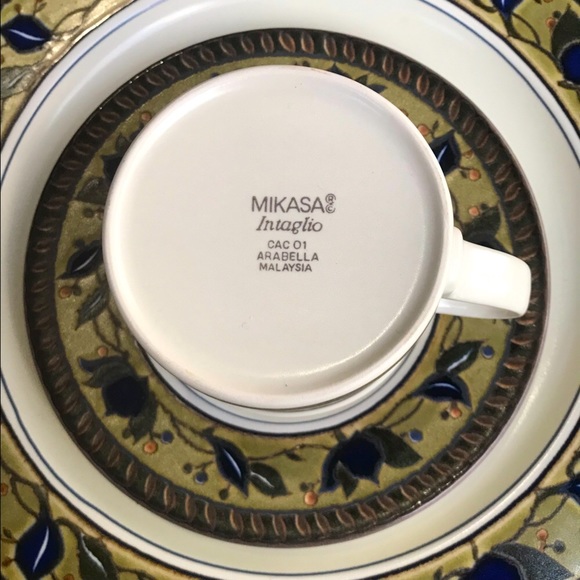 MIKASA
Intaglio
CAC 01
ARABELLA
MALAYSIA